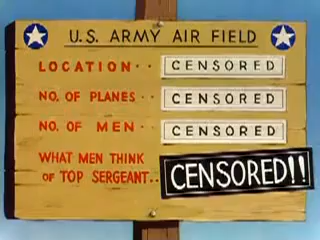 U.S. ARMY AIR FIELD
LOCATION·· CENSORED
NO. OF PLANES·· CENSORED
NO. OF MEN··· CENSORED
WHAT MEN THINK
OF TOP SERGEANT.. CENSORED!!